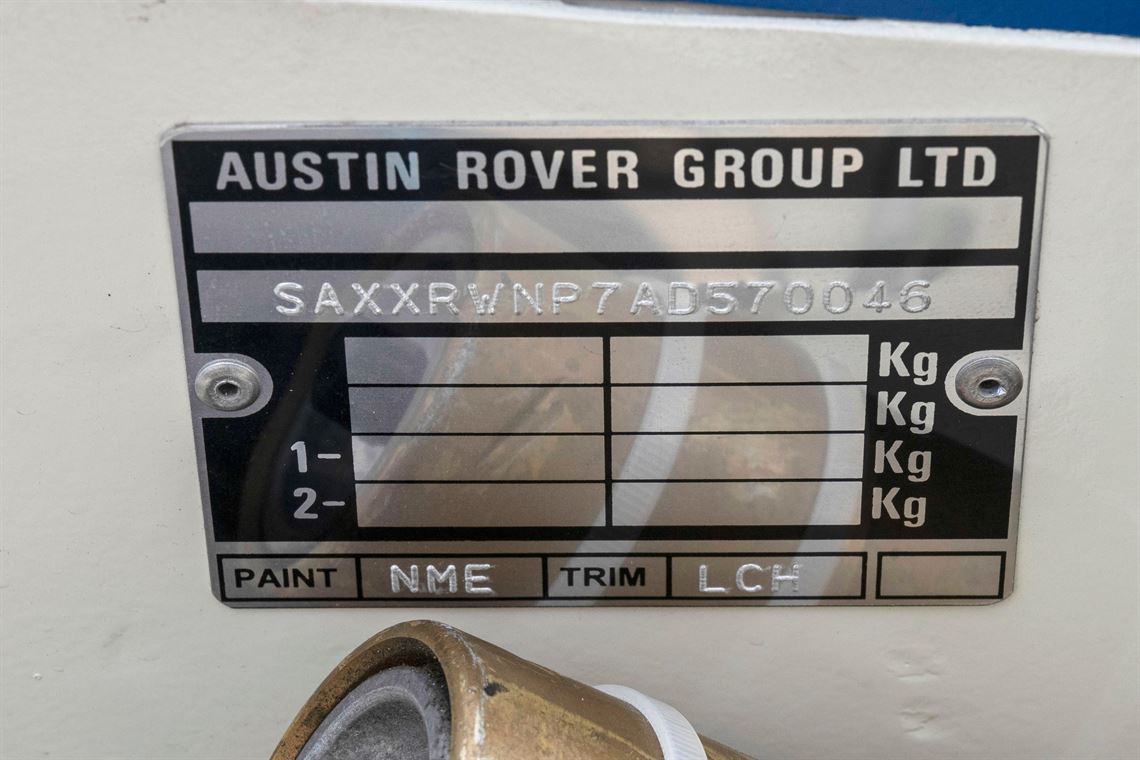 AUSTIN ROVER GROUP LTD
SAXXRWNP7AD570046
Kg
Kg
1- Kg
2- Kg
PAINT NME TRIM LCH